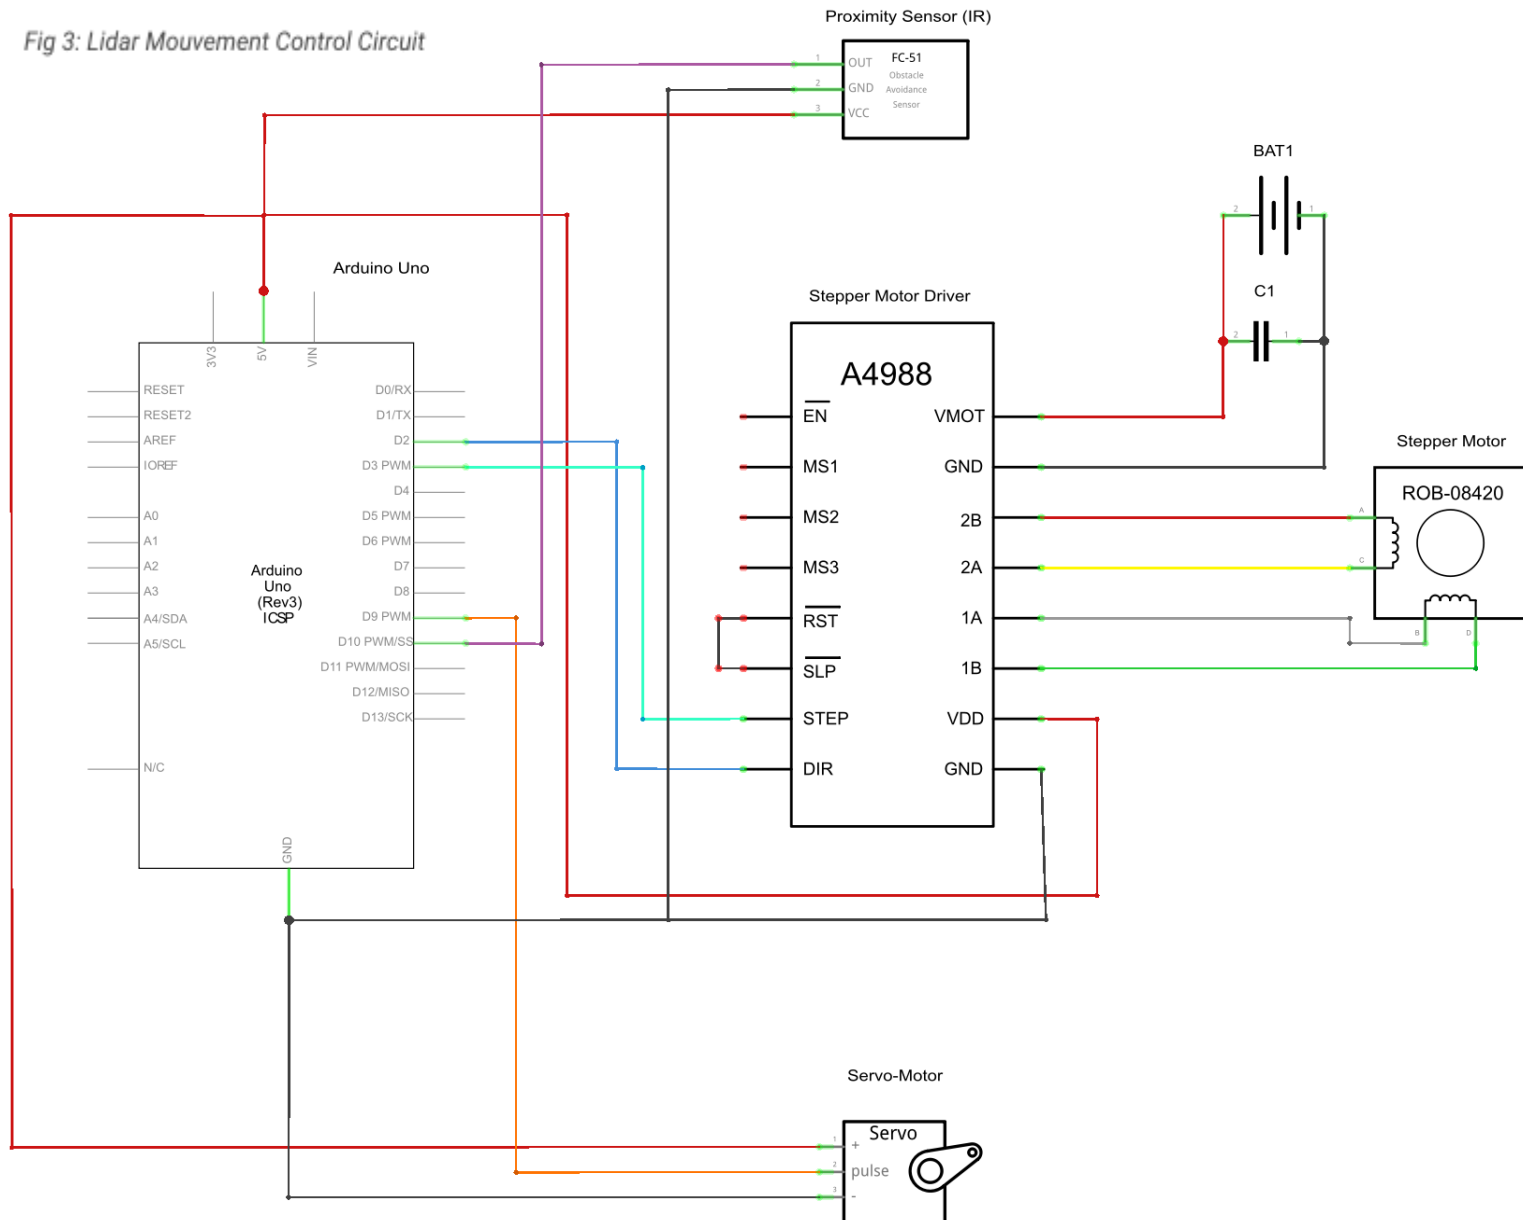 Fig 3: Lidar Mouvement Control Circuit
Proximity Sensor (IR)
FC-51
Obstacle
Avoidance
Sensor
1
OUT
2
GND
3
VCC
BAT1
2
1
C1
2
1
Arduino Uno
3V3
5V
VIN
RESET
RESET2
AREF
IOREF
A0
A1
A2
A3
A4/SDA
A5/SCL
N/C
D0/RX
D1/TX
D2
D3 PWM
D4
D5 PWM
D6 PWM
D7
D8
D9 PWM
D10 PWM/SS
D11 PWM/MOSI
D12/MISO
D13/SCK
Arduino
Uno
(Rev3)
ICSP
GND
Stepper Motor Driver
A4988
EN
MS1
MS2
MS3
RST
SLP
STEP
DIR
VMOT
GND
2B
2A
1A
1B
VDD
GND
Stepper Motor
ROB-08420
A
C
B
D
Servo-Motor
Servo
1
+
2
pulse
3
-